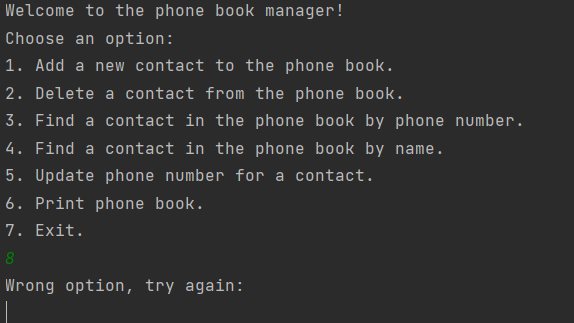 Welcome to the phone book manager!
Choose an option:
1. Add a new contact to the phone book.
2. Delete a contact from the phone book.
3. Find a contact in the phone book by phone number.
4. Find a contact in the phone book by name.
5. Update phone number for a contact.
6. Print phone book.
7. Exit.
8
Wrong option, try again: